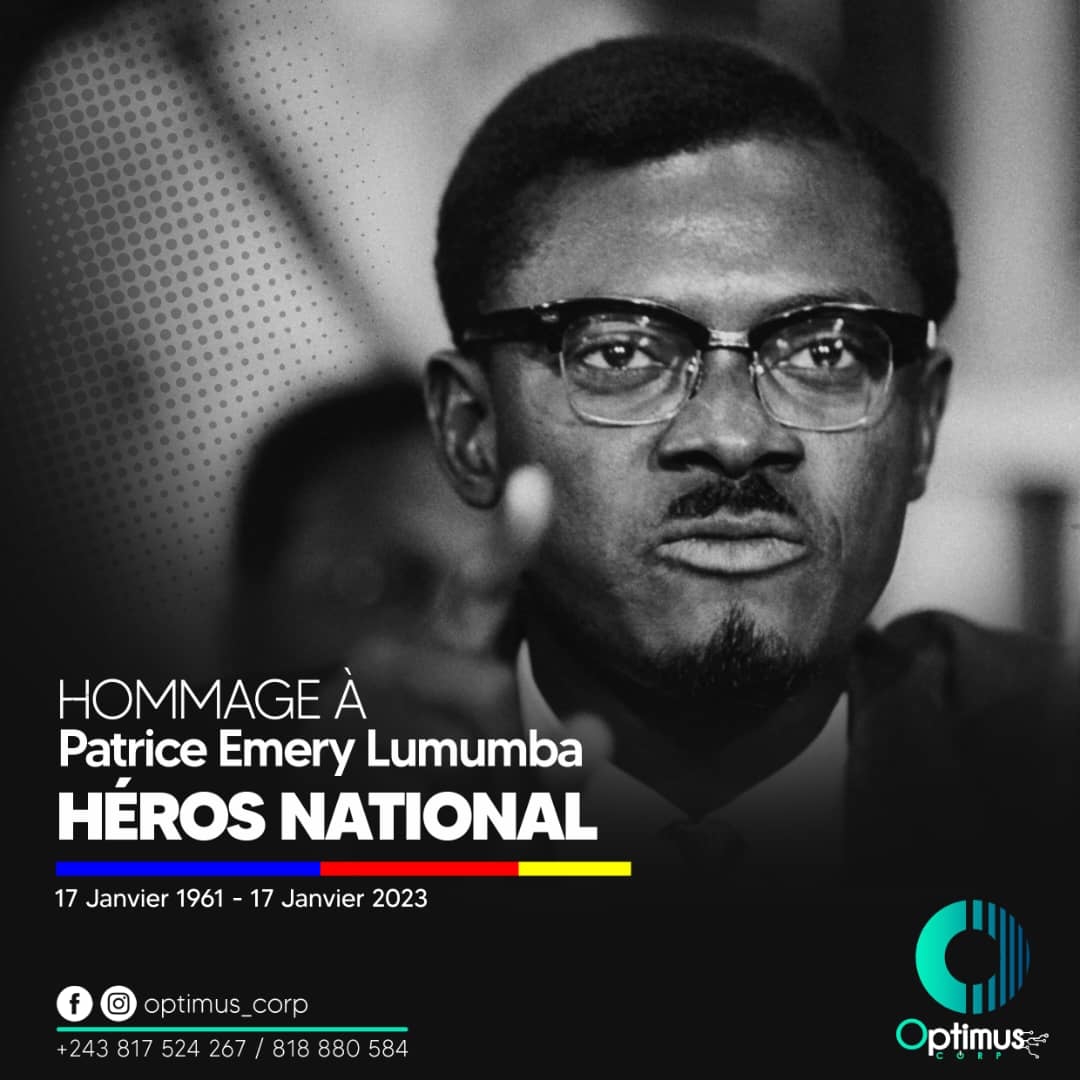 HOMMAGE À
Patrice Emery Lumumba
HÉROS NATIONAL
17 Janvier 1961 - 17 Janvier 2023
optimus_corp
+243 817 524 267 / 818 880 584
Optimus
CORP